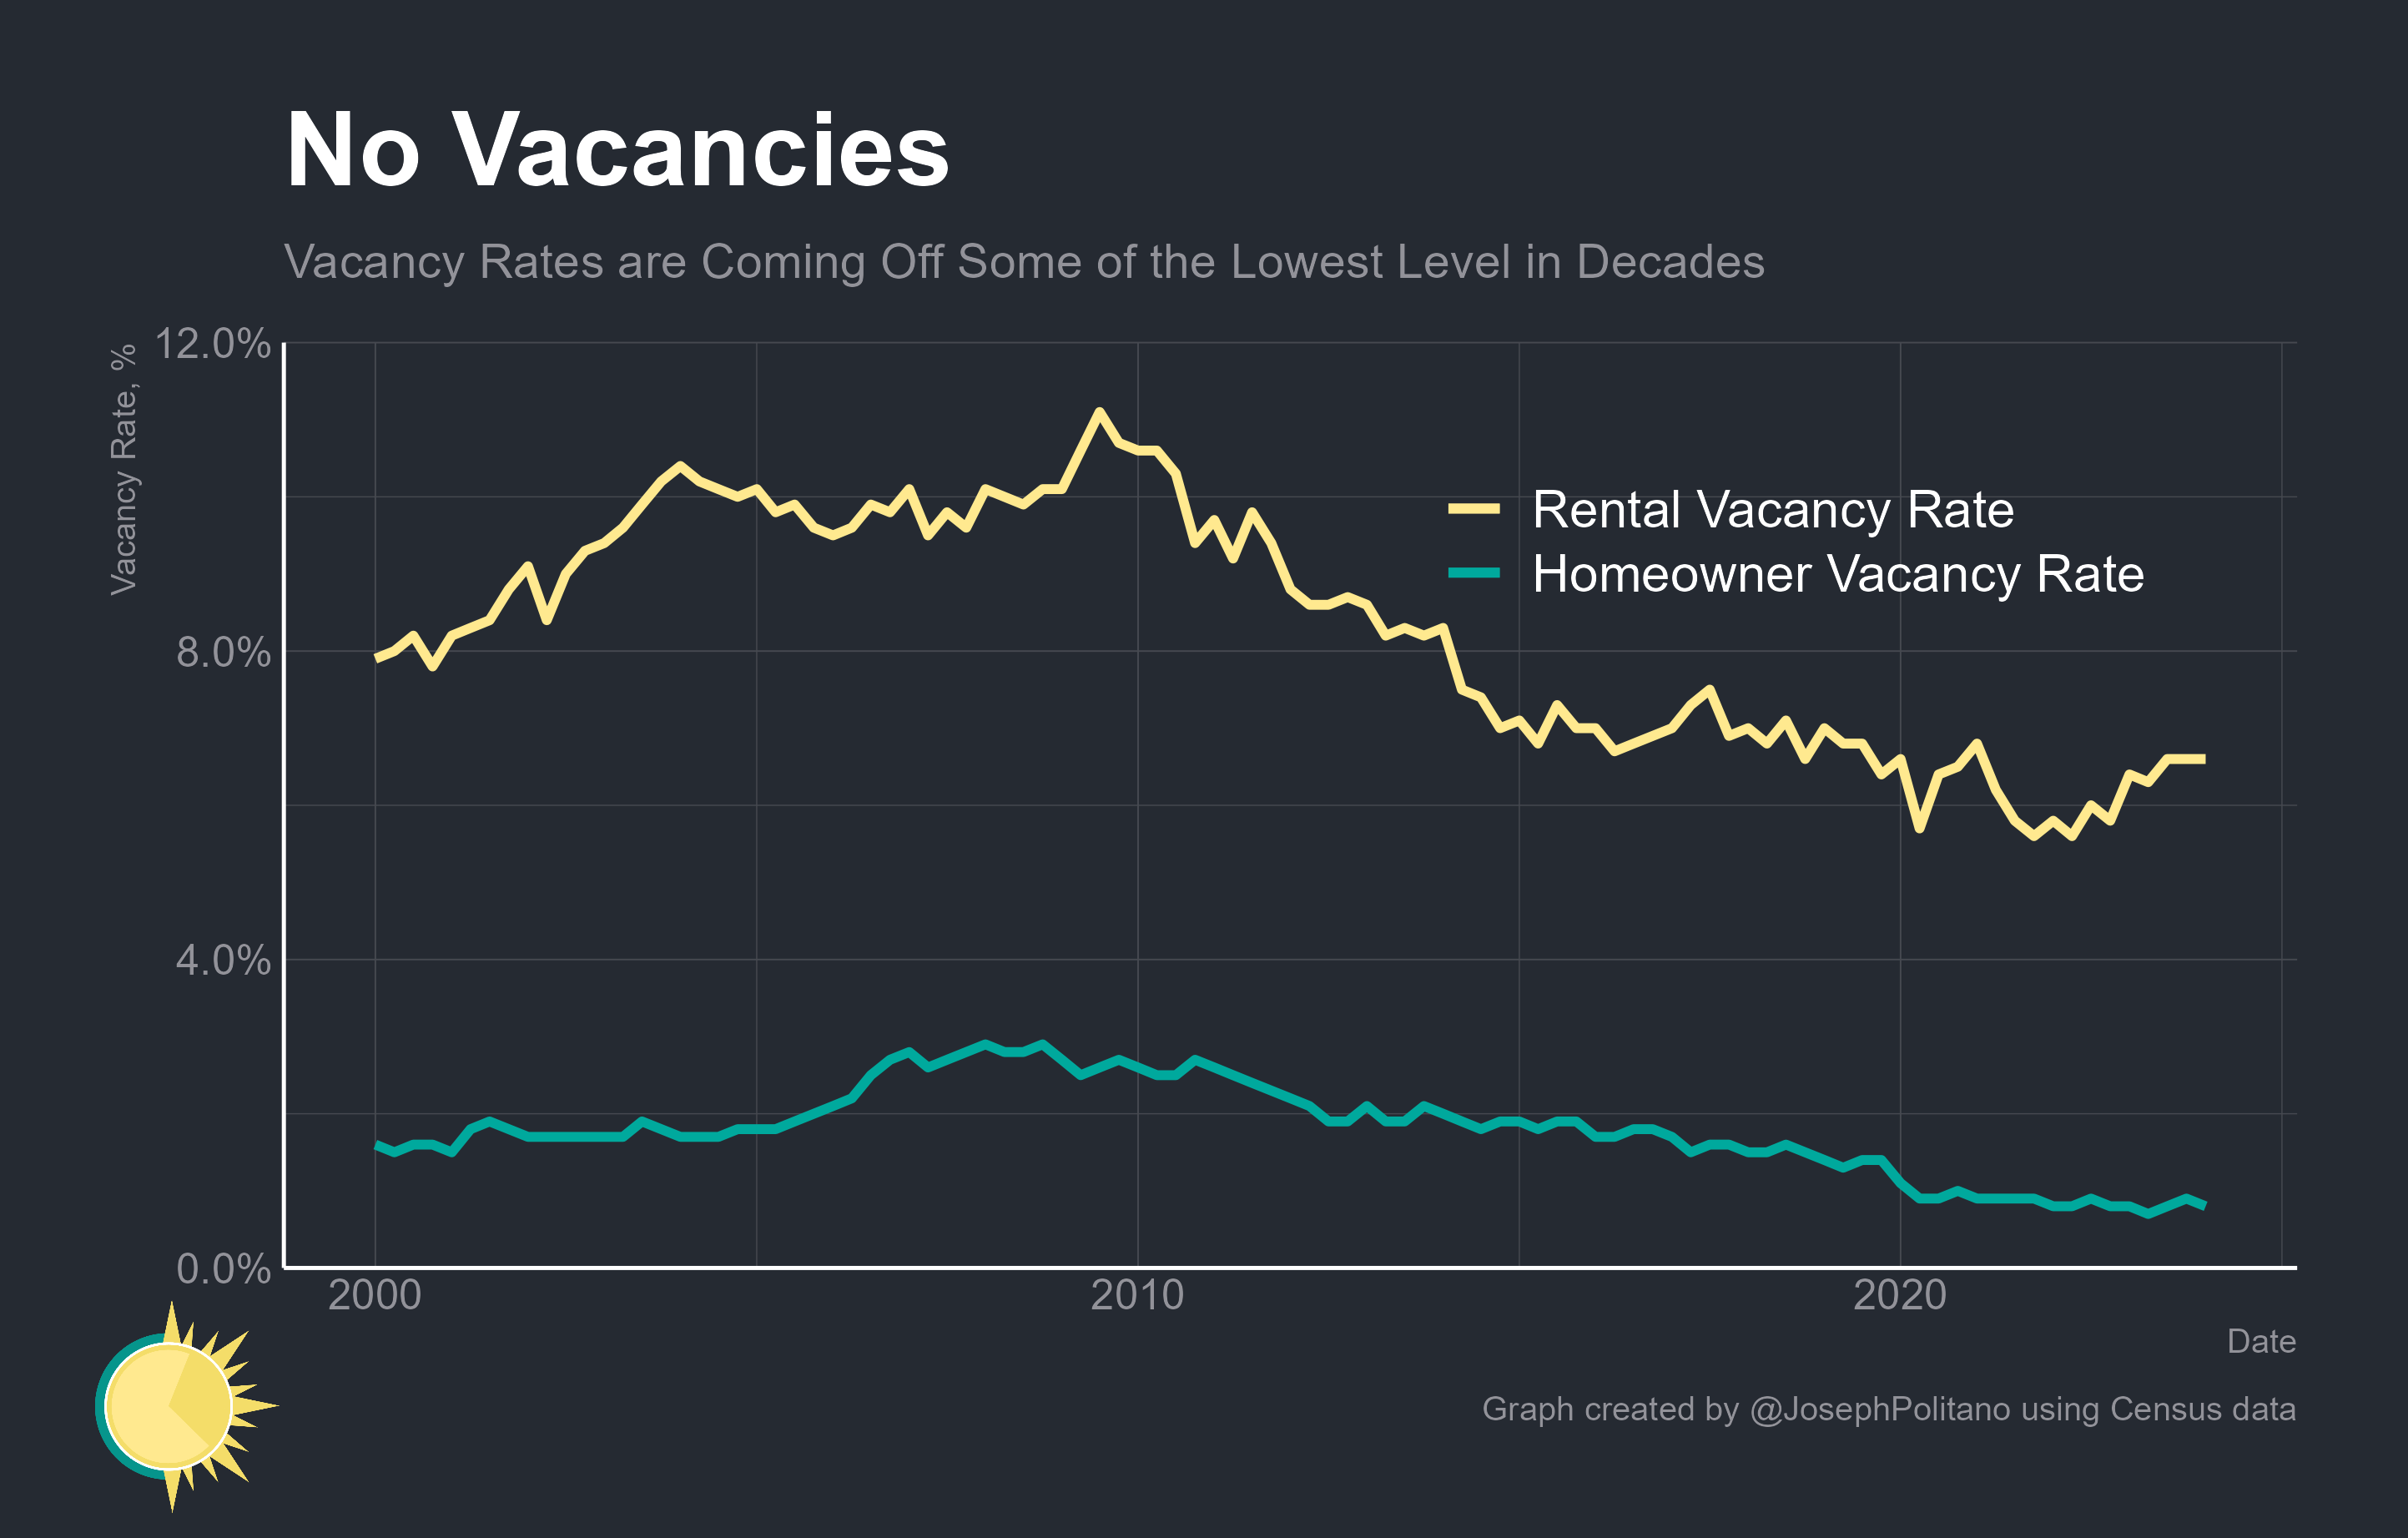 No Vacancies
Vacancy Rates are Coming Off Some of the Lowest Level in Decades
Vacancy Rate, %
12.0%
8.0%
4.0%
0.0%
Rental Vacancy Rate
Homeowner Vacancy Rate
2000
2010
2020
Date
Graph created by @JosephPolitano using Census data